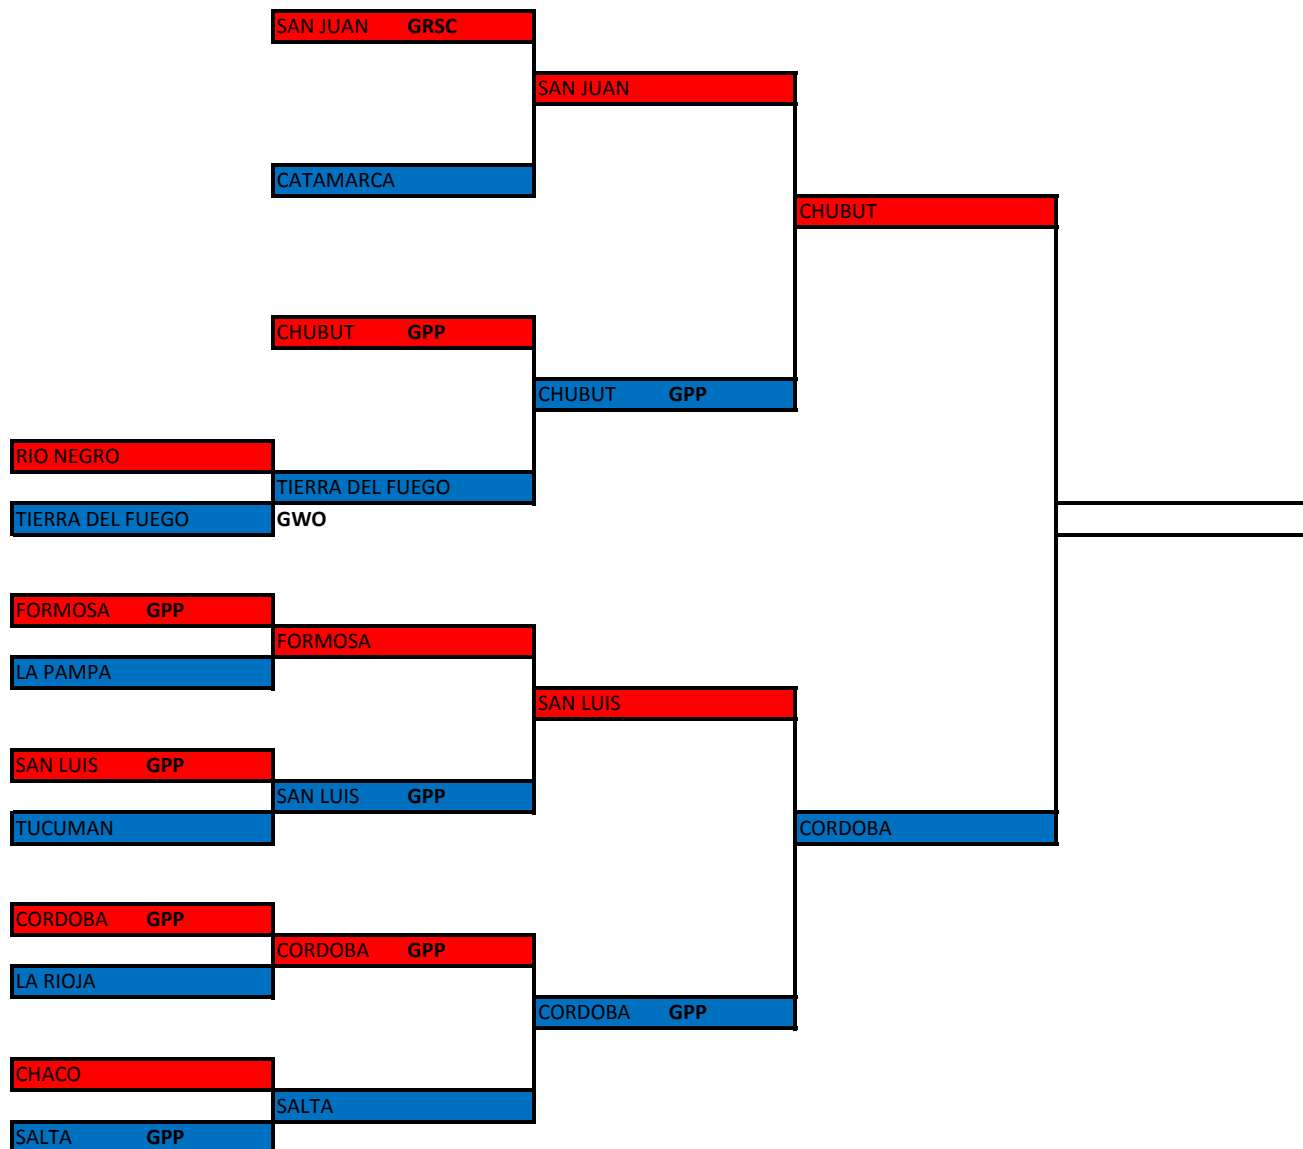 SAN JUAN GRSC
SAN JUAN
CATAMARCA
CHUBUT
CHUBUT GPP
CHUBUT GPP
RIO NEGRO
TIERRA DEL FUEGO
TIERRA DEL FUEGO GWO
FORMOSA GPP
FORMOSA
LA PAMPA
SAN LUIS
SAN LUIS GPP
SAN LUIS GPP
TUCUMAN CORDOBA
CORDOBA GPP
CORDOBA GPP
LA RIOJA
CORDOBA GPP
CHACO
SALTA
SALTA GPP